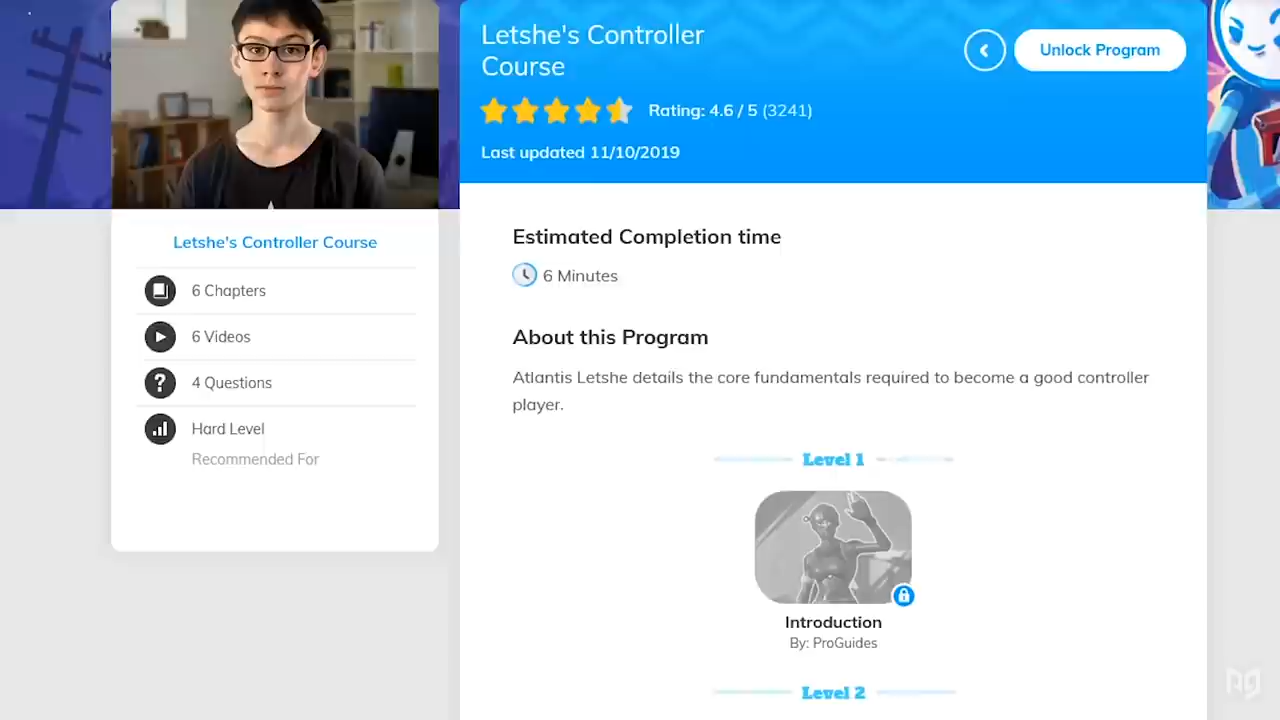 Letshe's Controller
Course
Unlock Program
Rating: 4.6 / 5 (3241)
Last updated 11/10/2019
Letshe's Controller Course
6 Chapters
6 Videos
4 Questions
Hard Level
Recommended For
Estimated Completion time
6 Minutes
About this Program
Atlantis Letshe details the core fundamentals required to become a good controller
player.
Level 1
Introduction
By: ProGuides
Level 2